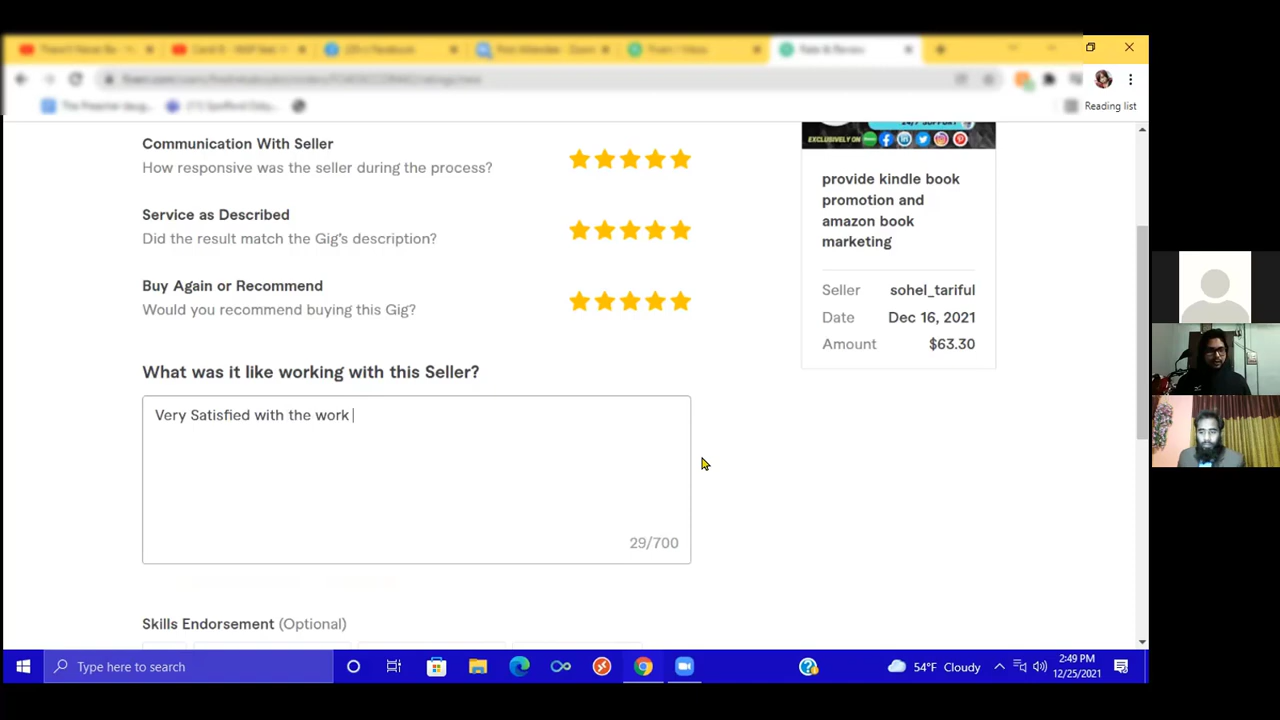 Rate & Review
Reading list
EXCLUSIVELY ON
Communication With Seller
How responsive was the seller during the process?
Service as Described
Did the result match the Gig's description?
Buy Again or Recommend
Would you recommend buying this Gig?
What was it like working with this Seller?
Very Satisfied with the work
29/700
Skills Endorsement (Optional)
provide kindle book
promotion and
amazon book
marketing
Seller sohel_tariful
Date Dec 16, 2021
Amount $63.30
Type here to search
54°F Cloudy
2:49 PM
12/25/2021